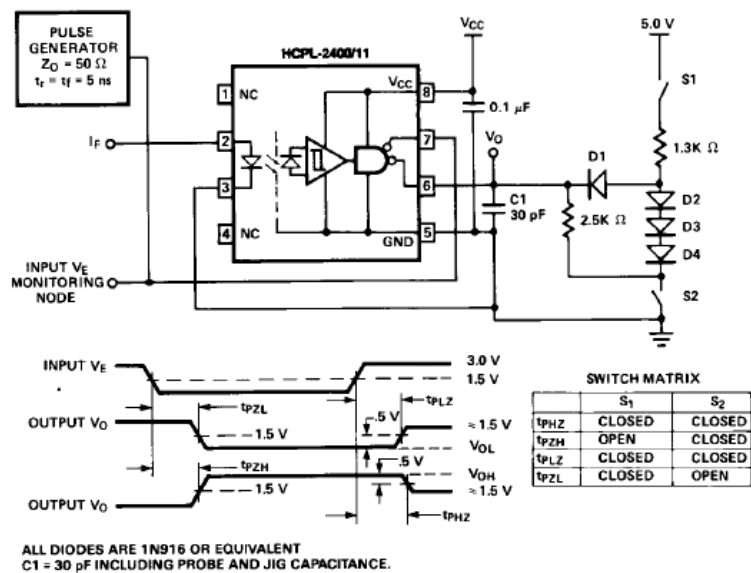 PULSE
GENERATOR
Z_O = 50 Ω
t_r = t_f = 5 ns
HCPL-2400/11
V_CC
5.0 V
1
NC
V_CC
8
0.1 μF
S1
I_F
2
7
V_O
1.3K Ω
D1
3
6
C1
30 pF
2.5K Ω
D2
D3
D4
4
NC
GND
5
INPUT V_E
MONITORING
NODE
S2
INPUT V_E
3.0 V
1.5 V
t_PZL
t_PLZ
OUTPUT V_O
1.5 V
.5 V
≈ 1.5 V
V_OL
t_PZH
.5 V
V_OH
OUTPUT V_O
1.5 V
≈ 1.5 V
t_PHZ
SWITCH MATRIX
S_1 S_2
t_PHZ CLOSED CLOSED
t_PZH OPEN CLOSED
t_PLZ CLOSED CLOSED
t_PZL CLOSED OPEN
ALL DIODES ARE 1N916 OR EQUIVALENT
C1 = 30 pF INCLUDING PROBE AND JIG CAPACITANCE.